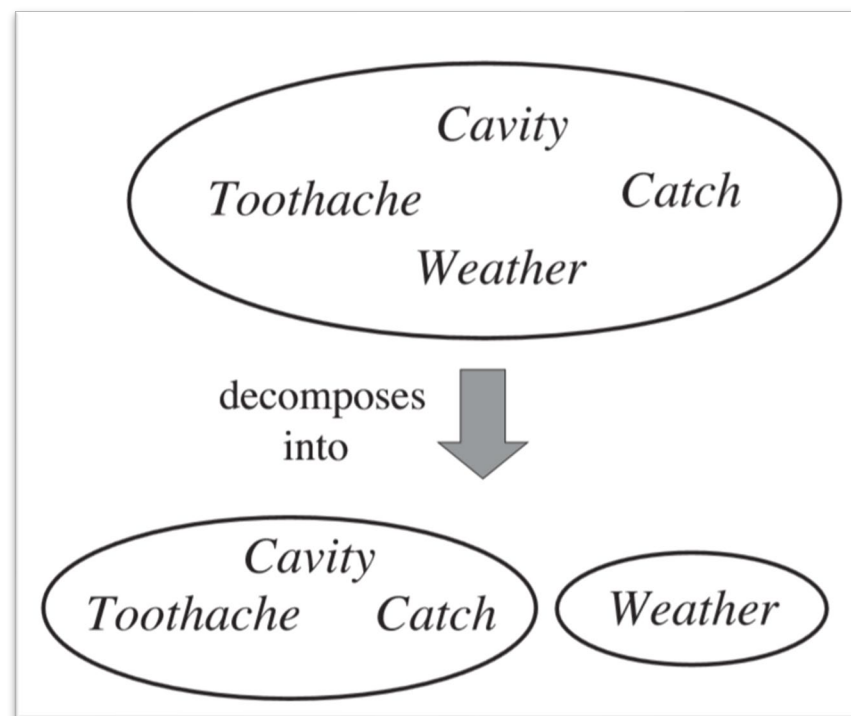 Cavity
Toothache Catch
Weather
decomposes
into
Cavity
Toothache Catch
Weather